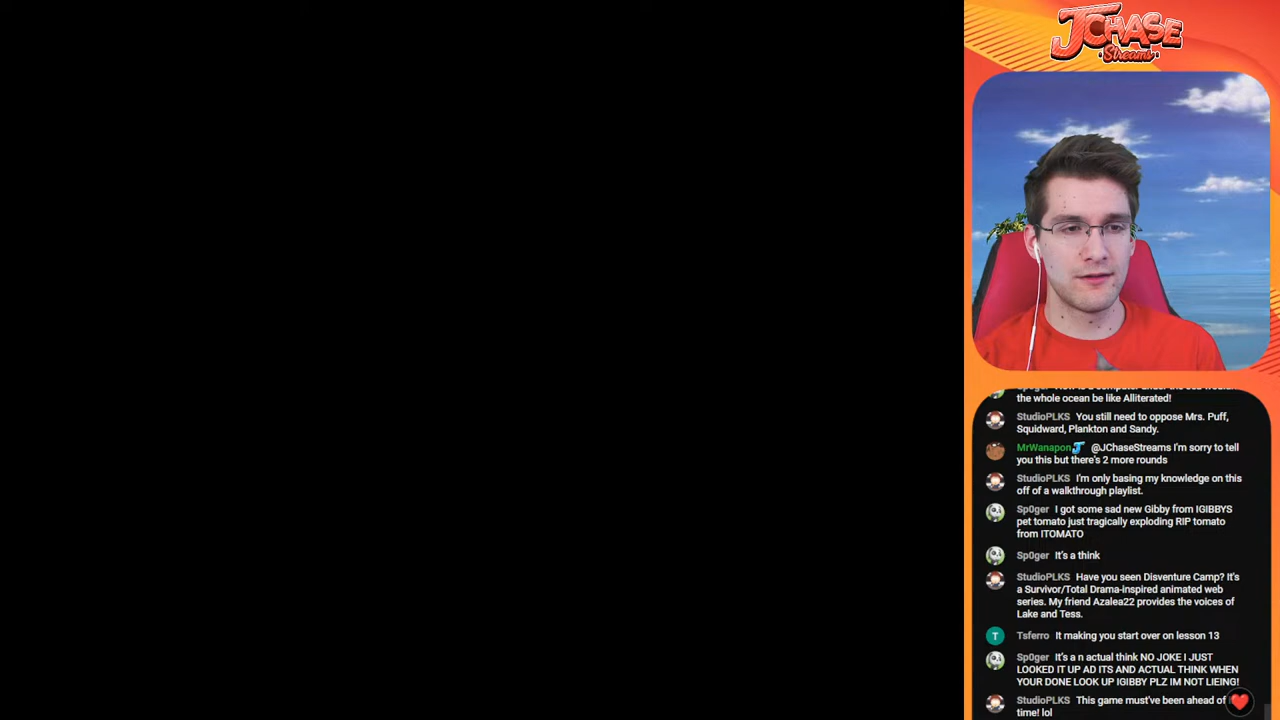 JCHASE
Streams
the whole ocean be like Alliterated!
StudioPLKS You still need to oppose Mrs. Puff,
Squidward, Plankton and Sandy.
MrWanapon @JChaseStreams I'm sorry to tell
you this but there's 2 more rounds
StudioPLKS I'm only basing my knowledge on this
off of a walkthrough playlist.
Sp0ger I got some sad new Gibby from IGIBBYS
pet tomato just tragically exploding RIP tomato
from ITOMATO
Sp0ger It's a think
StudioPLKS Have you seen Disventure Camp? It's
a Survivor/Total Drama-inspired animated web
series. My friend Azalea22 provides the voices of
Lake and Tess.
T Tsferro It making you start over on lesson 13
Sp0ger It's a n actual think NO JOKE I JUST
LOOKED IT UP AD ITS AND ACTUAL THINK WHEN
YOUR DONE LOOK UP IGIBBY PLZ IM NOT LIEING!
StudioPLKS This game must've been ahead of
time! lol